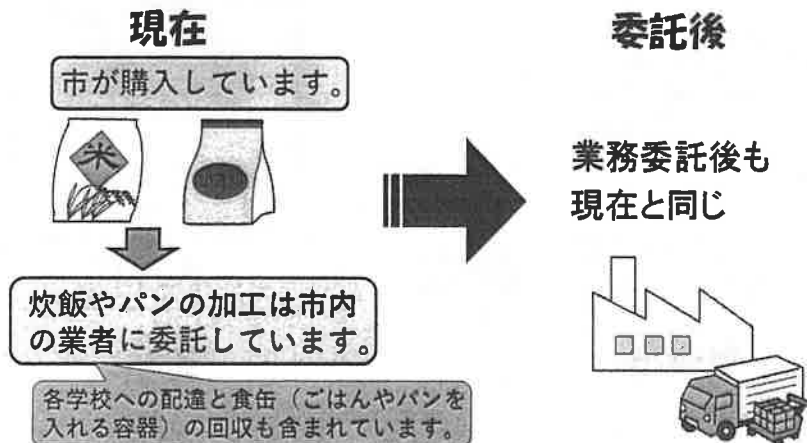 現在
市が購入しています。
米
炊飯やパンの加工は市内
の業者に委託しています。
各学校への配達と食缶（ごはんやパンを
入れる容器）の回収も含まれています。
委託後
業務委託後も
現在と同じ